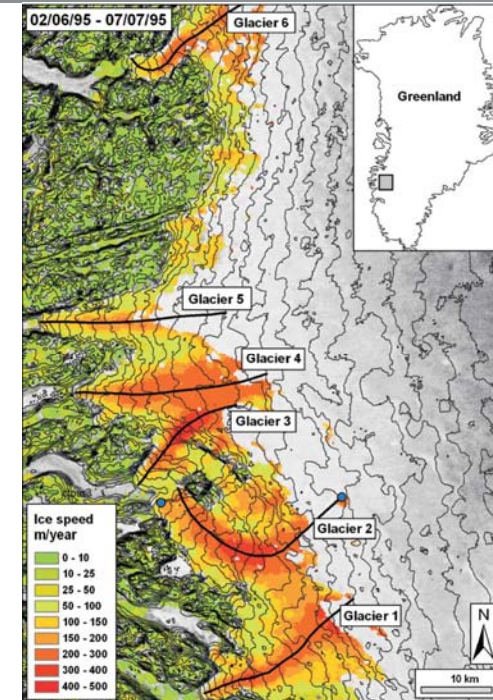 02/06/95 - 07/07/95
Glacier 6
Greenland
Glacier 5
Glacier 4
Glacier 3
Glacier 2
Glacier 1
Ice speed
m/year
0 - 10
10 - 25
25 - 50
50 - 100
100 - 150
150 - 200
200 - 300
300 - 400
400 - 500
N
10 km